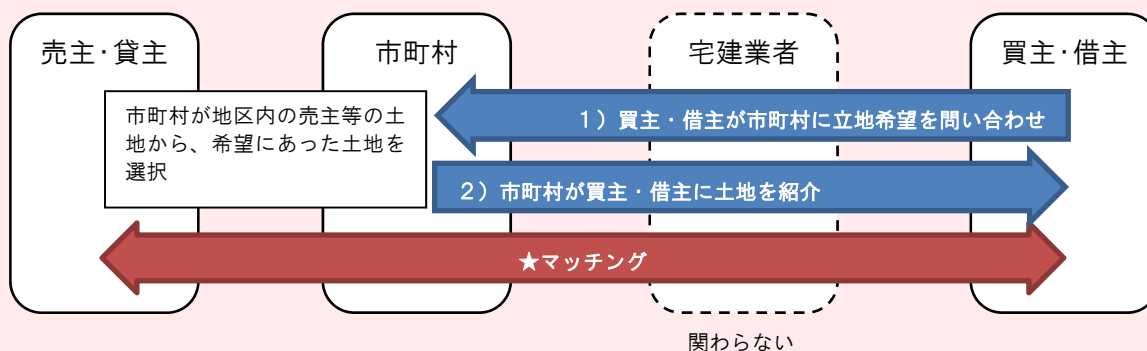 売主・貸主
市町村
宅建業者
買主・借主
市町村が地区内の売主等の土
地から、希望にあった土地を
選択
1）買主・借主が市町村に立地希望を問い合わせ
2）市町村が買主・借主に土地を紹介
★マッチング
関わらない